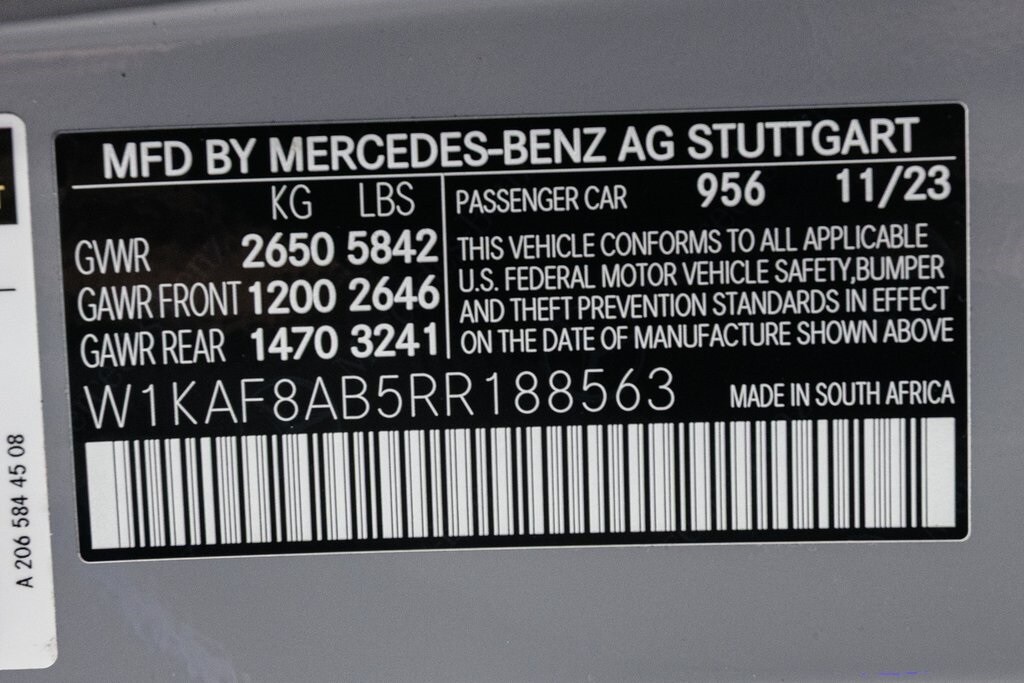 MFD BY MERCEDES-BENZ AG STUTTGART
KG LBS
GVWR 2650 5842
GAWR FRONT 1200 2646
GAWR REAR 1470 3241
PASSENGER CAR 956 11/23
THIS VEHICLE CONFORMS TO ALL APPLICABLE
U.S. FEDERAL MOTOR VEHICLE SAFETY,BUMPER
AND THEFT PREVENTION STANDARDS IN EFFECT
ON THE DATE OF MANUFACTURE SHOWN ABOVE
W1KAF8AB5RR188563 MADE IN SOUTH AFRICA
A 206 584 45 08